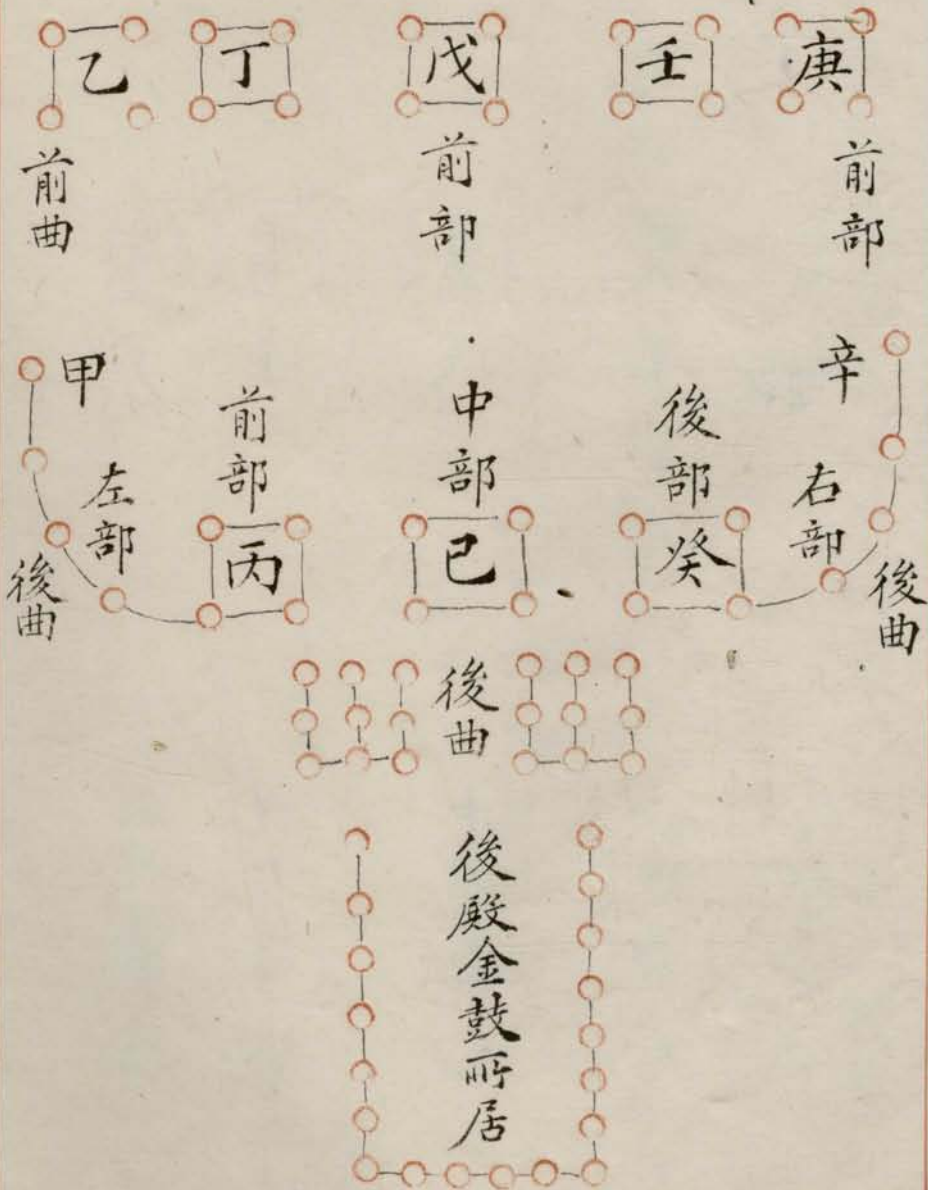 庚
壬
戊
丁
乙
前部
前部
前曲
辛
右部
後曲
後部
癸
中部
已
前部
丙
甲
左部
後曲
後曲
後殿金鼓所居